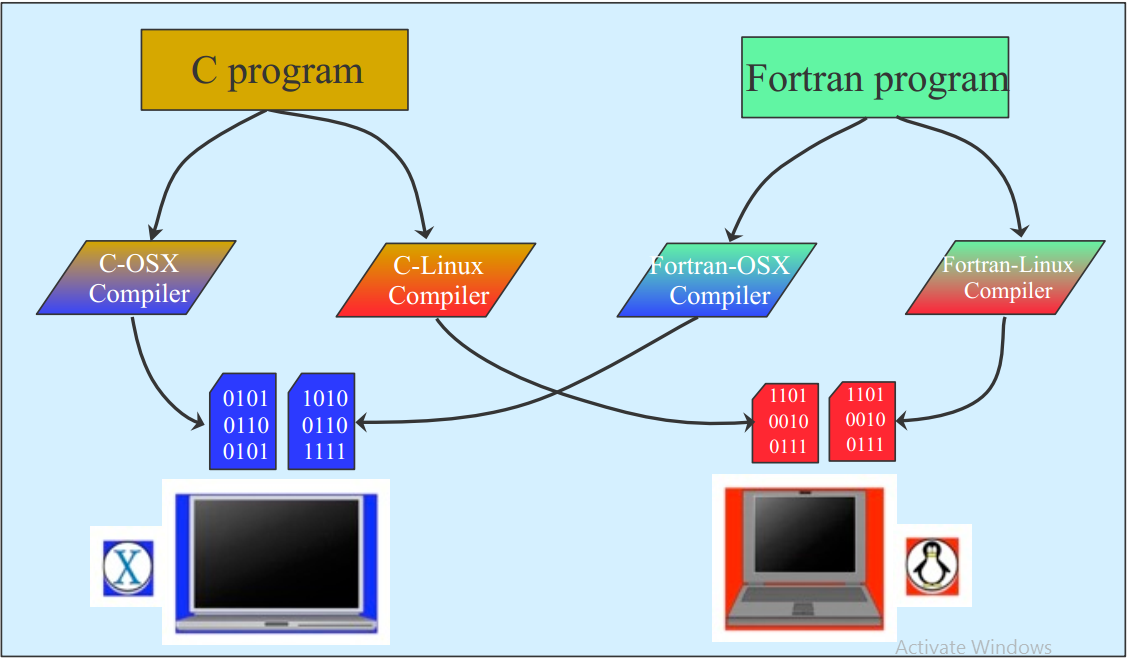 C program
Fortran program
C-OSX
Compiler
C-Linux
Compiler
Fortran-OSX
Compiler
Fortran-Linux
Compiler
0101
0110
0101
1010
0110
1111
1101
0010
0111
1101
0010
0111
X
Activate Windows